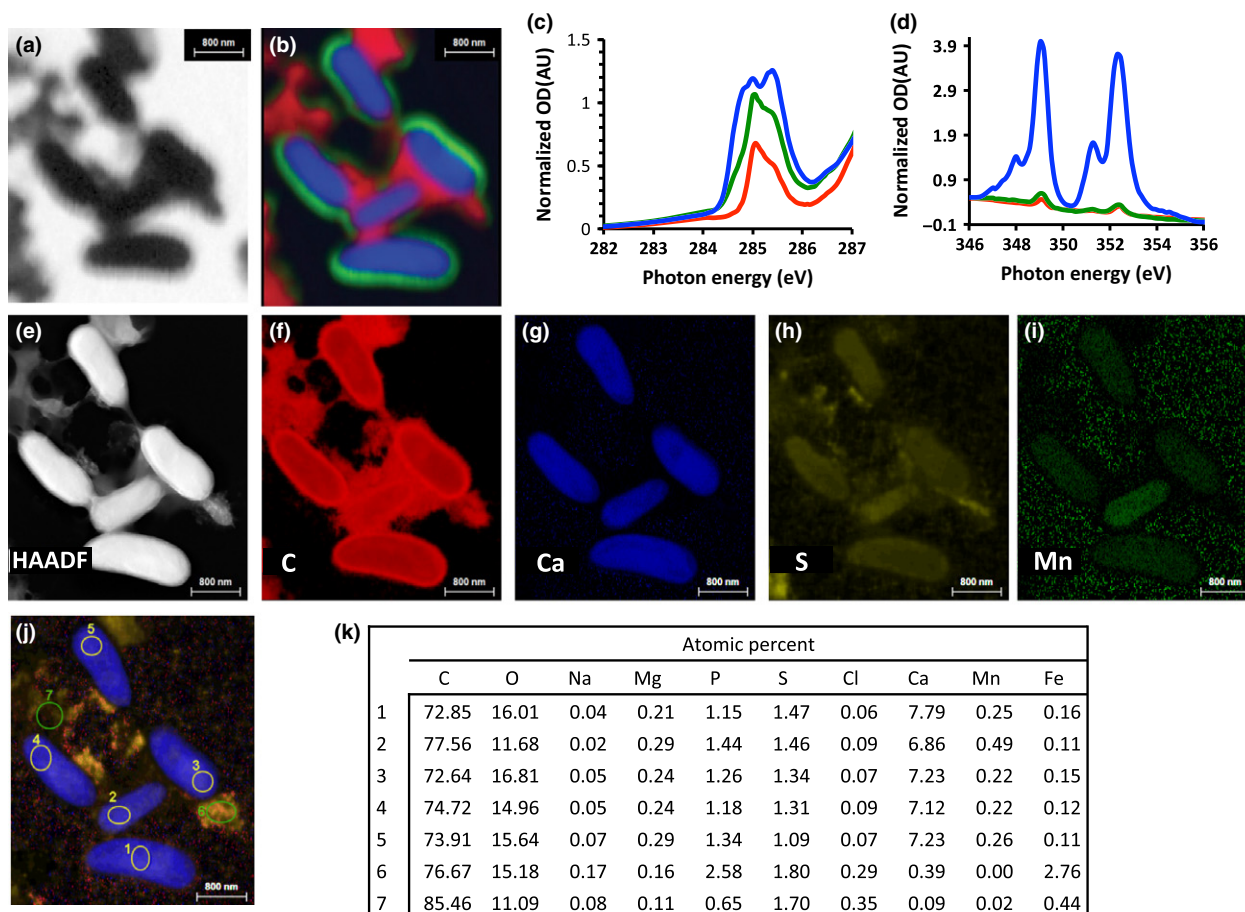 (a) 800 nm
(b) 800 nm
(c)
Normalized OD(AU)
1.5
1
0.5
0
282 283 284 285 286 287
Photon energy (eV)
(d)
Normalized OD(AU)
3.9
2.9
1.9
0.9
−0.1
346 348 350 352 354 356
Photon energy (eV)
(e)
HAADF
800 nm
(f)
C
800 nm
(g)
Ca
800 nm
(h)
S
800 nm
(i)
Mn
800 nm
(j)
5
7
4
3
2
6
1
800 nm
(k)
Atomic percent
C O Na Mg P S Cl Ca Mn Fe
1 72.85 16.01 0.04 0.21 1.15 1.47 0.06 7.79 0.25 0.16
2 77.56 11.68 0.02 0.29 1.44 1.46 0.09 6.86 0.49 0.11
3 72.64 16.81 0.05 0.24 1.26 1.34 0.07 7.23 0.22 0.15
4 74.72 14.96 0.05 0.24 1.18 1.31 0.09 7.12 0.22 0.12
5 73.91 15.64 0.07 0.29 1.34 1.09 0.07 7.23 0.26 0.11
6 76.67 15.18 0.17 0.16 2.58 1.80 0.29 0.39 0.00 2.76
7 85.46 11.09 0.08 0.11 0.65 1.70 0.35 0.09 0.02 0.44